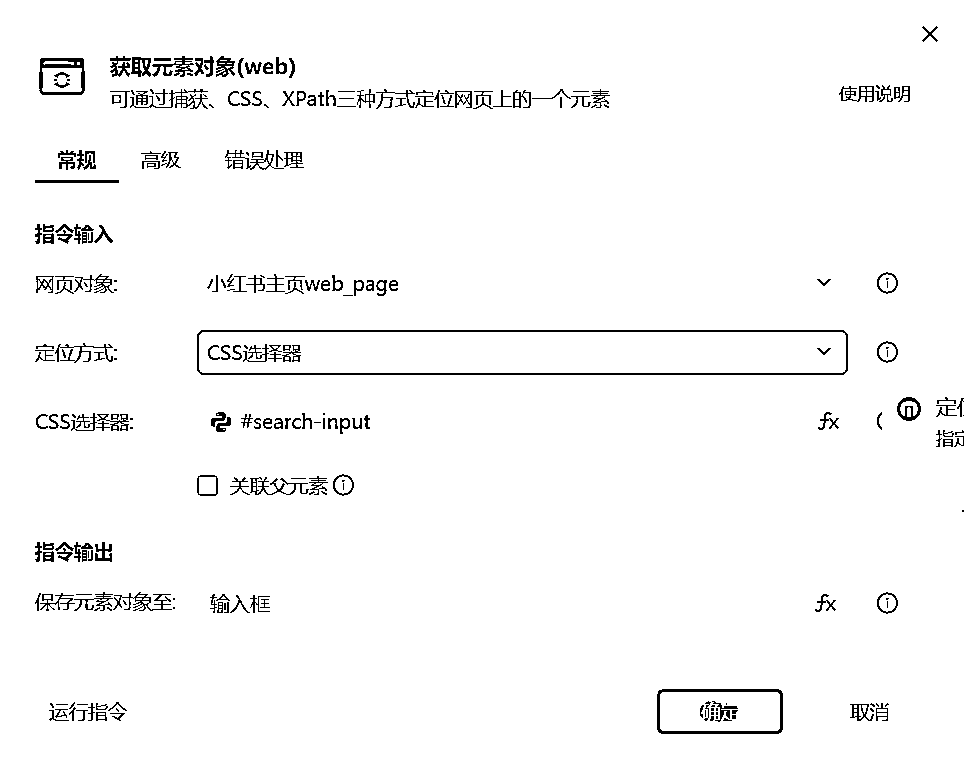 获取元素对象(web)
可通过捕获、CSS、XPath三种方式定位网页上的一个元素
使用说明
常规 高级 错误处理
指令输入
网页对象: 小红书主页web_page
定位方式: CSS选择器
CSS选择器: #search-input fx
定位
指定
关联父元素
指令输出
保存元素对象至: 输入框 fx
运行指令 确定 取消